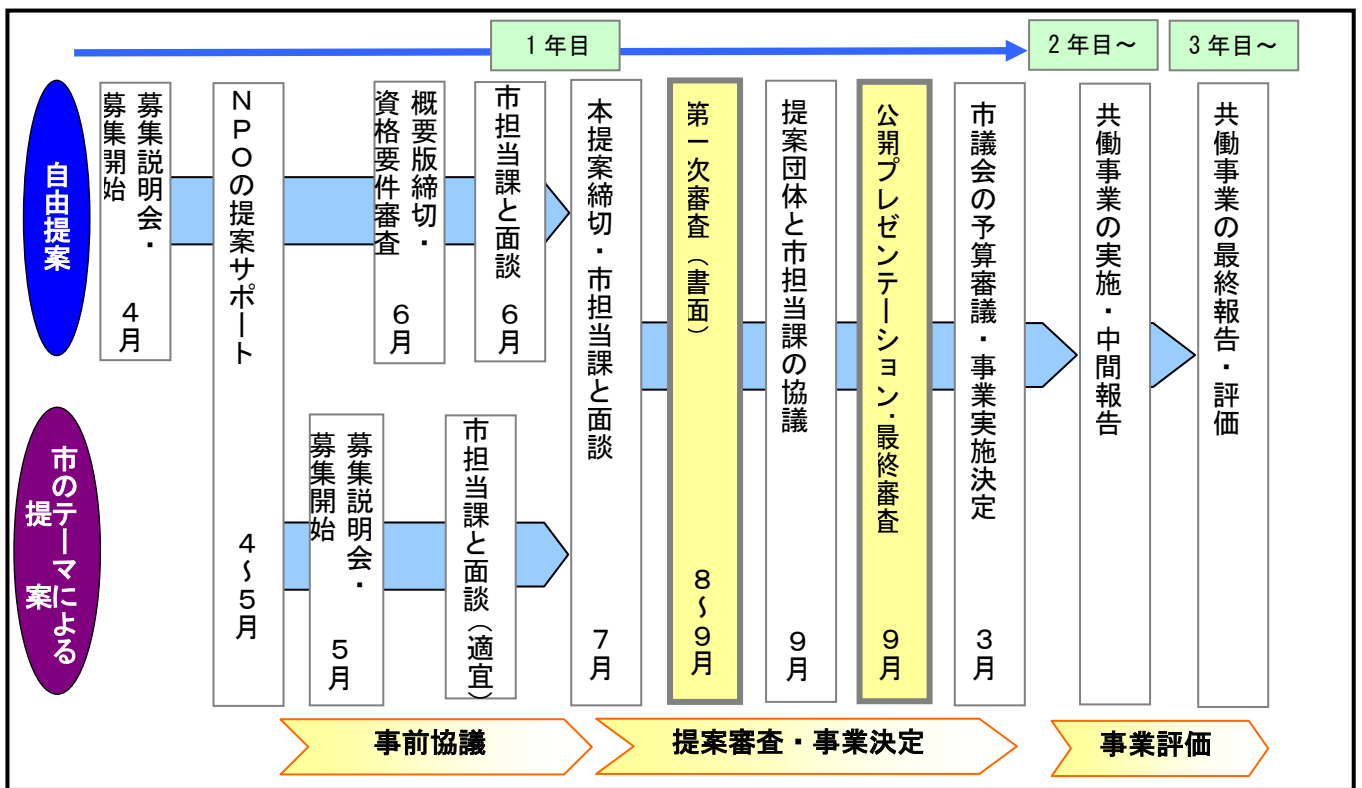 1年目
2年目～
3年目～
自由提案
募集説明会・
募集開始
4月
NPOの提案サポート
4～5月
概要版締切・
資格要件審査
6月
市担当課と面談
6月
本提案締切・市担当課と面談
7月
第一次審査（書面）
8～9月
提案団体と市担当課の協議
9月
公開プレゼンテーション・最終審査
9月
市議会の予算審議・事業実施決定
3月
共働事業の実施・中間報告
共働事業の最終報告・評価
市のテーマによる
提案
募集説明会・
募集開始
5月
市担当課と面談（適宜）
事前協議
提案審査・事業決定
事業評価